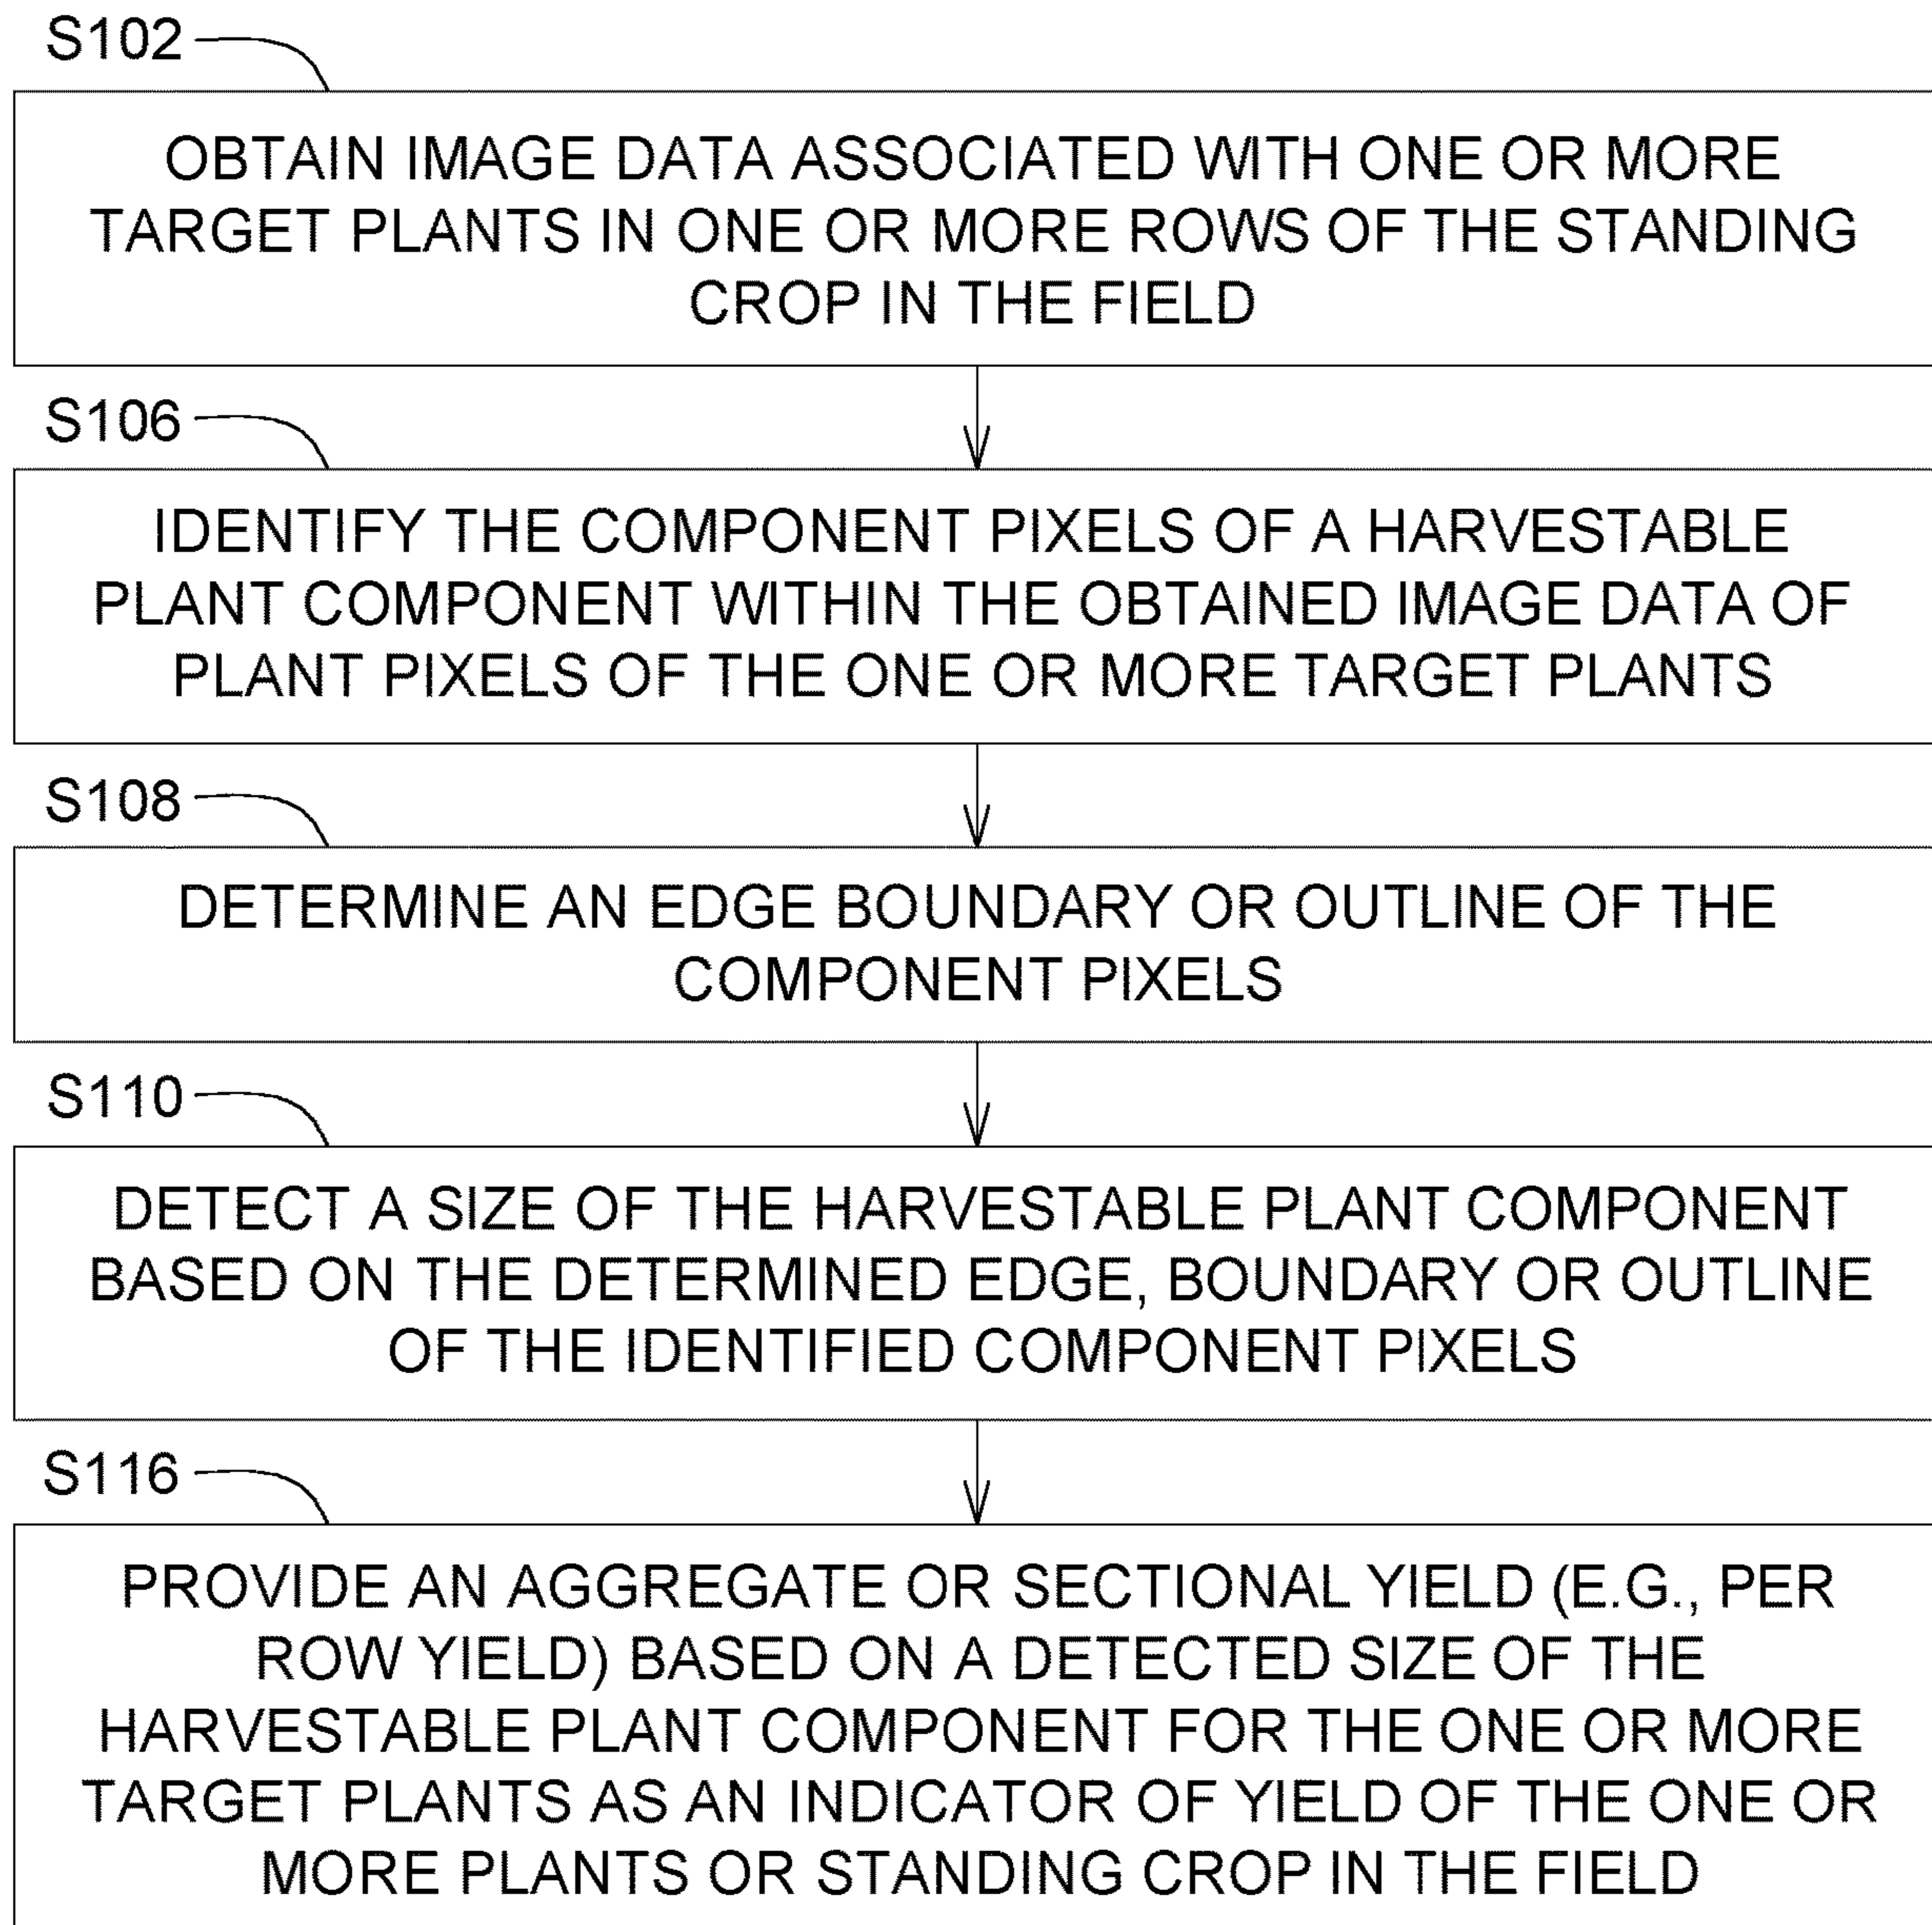 S102
OBTAIN IMAGE DATA ASSOCIATED WITH ONE OR MORE
TARGET PLANTS IN ONE OR MORE ROWS OF THE STANDING
CROP IN THE FIELD
S106
IDENTIFY THE COMPONENT PIXELS OF A HARVESTABLE
PLANT COMPONENT WITHIN THE OBTAINED IMAGE DATA OF
PLANT PIXELS OF THE ONE OR MORE TARGET PLANTS
S108
DETERMINE AN EDGE BOUNDARY OR OUTLINE OF THE
COMPONENT PIXELS
S110
DETECT A SIZE OF THE HARVESTABLE PLANT COMPONENT
BASED ON THE DETERMINED EDGE, BOUNDARY OR OUTLINE
OF THE IDENTIFIED COMPONENT PIXELS
S116
PROVIDE AN AGGREGATE OR SECTIONAL YIELD (E.G., PER
ROW YIELD) BASED ON A DETECTED SIZE OF THE
HARVESTABLE PLANT COMPONENT FOR THE ONE OR MORE
TARGET PLANTS AS AN INDICATOR OF YIELD OF THE ONE OR
MORE PLANTS OR STANDING CROP IN THE FIELD